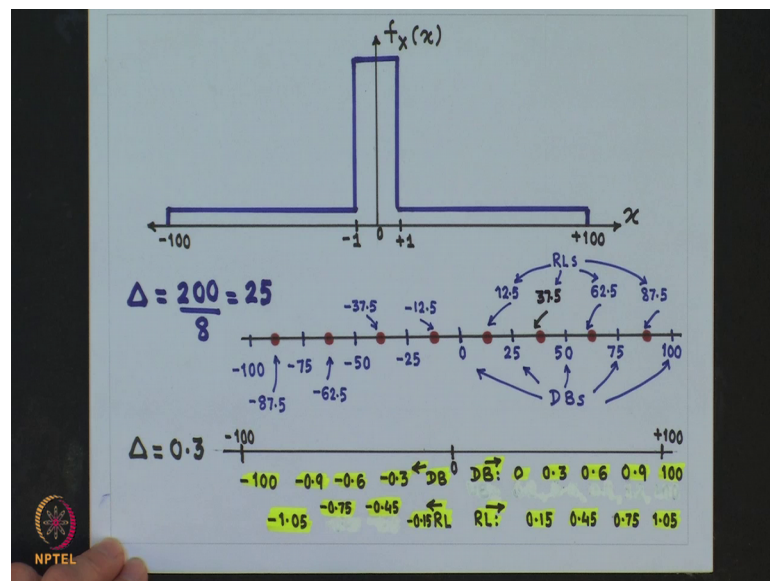 fx(x)
x
-100 -1 0 +1 +100
Δ = 200/8 = 25
RLs
-37.5 -12.5 12.5 37.5 62.5 87.5
-100 -75 -50 -25 0 25 50 75 100
-87.5 -62.5 DBs
Δ = 0.3 -100 0 +100
-100 -0.9 -0.6 -0.3 ←DB DB:→ 0 0.3 0.6 0.9 100
-1.05 -0.75 -0.45 -0.15 ←RL RL:→ 0.15 0.45 0.75 1.05
NPTEL